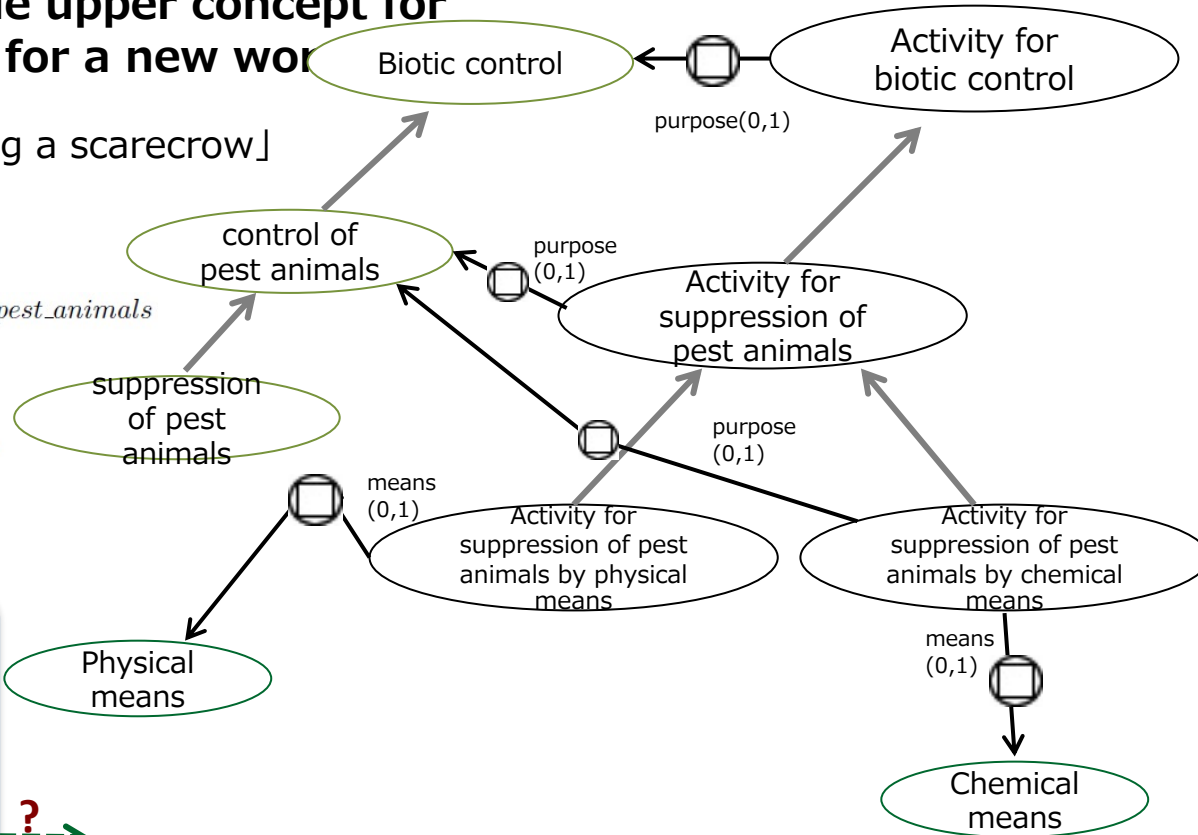 e upper concept for
for a new wor
g a scarecrow」
Biotic control
Activity for
biotic control
purpose(0,1)
control of
pest animals
purpose
(0,1)
Activity for
suppression of
pest animals
pest_animals
suppression
of pest
animals
purpose
(0,1)
means
(0,1)
Activity for
suppression of pest
animals by physical
means
Activity for
suppression of pest
animals by chemical
means
Physical
means
means
(0,1)
Chemical
means
?